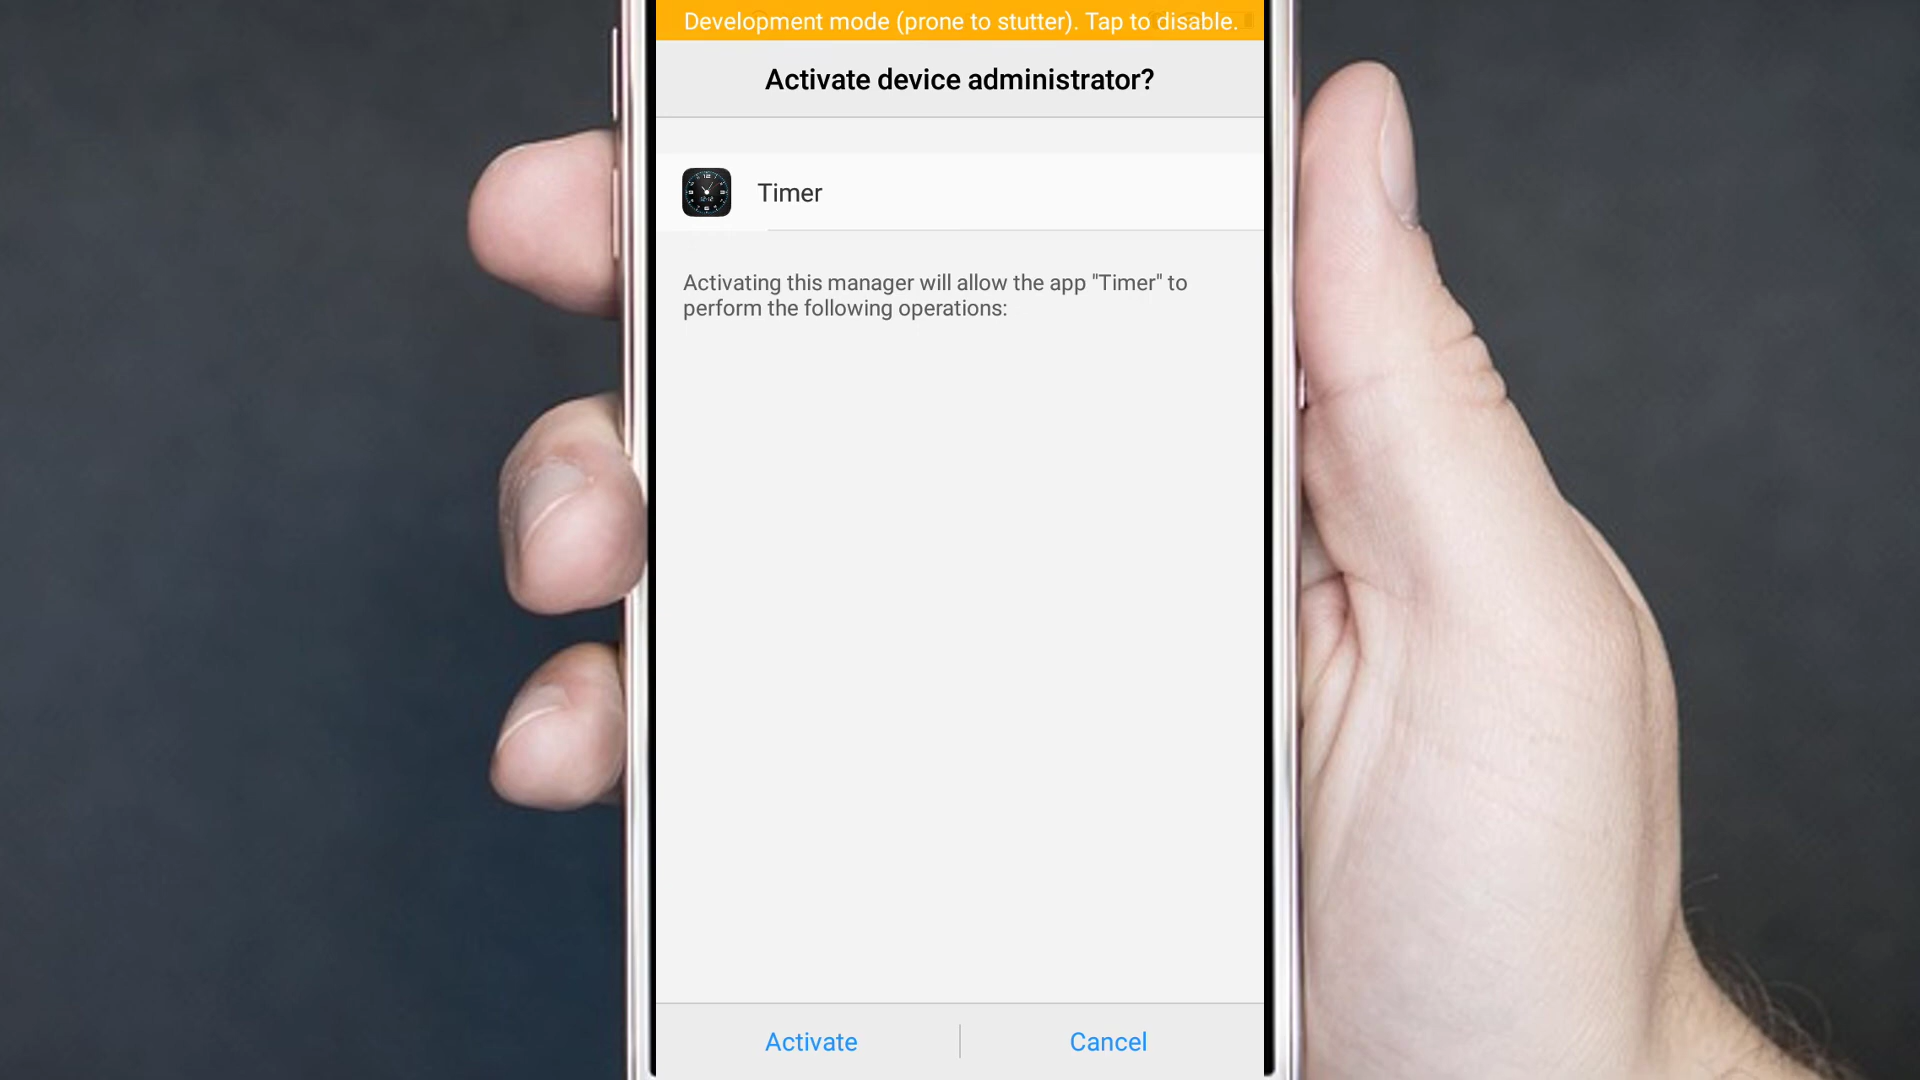 Development mode (prone to stutter). Tap to disable.
Activate device administrator?
Timer
Activating this manager will allow the app "Timer" to
perform the following operations:
Activate
Cancel